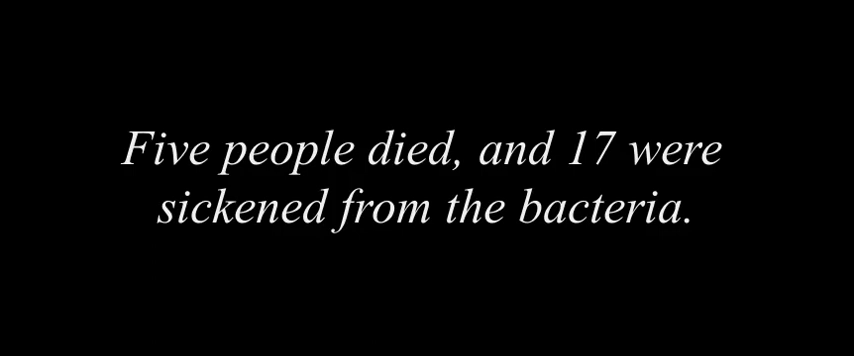 Five people died, and 17 were
sickened from the bacteria.